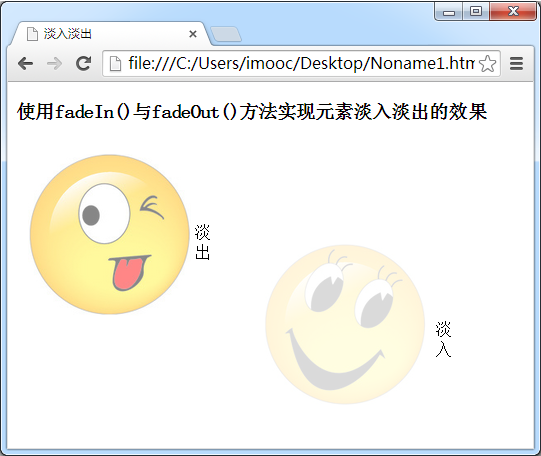 淡入淡出
file:///C:/Users/imooc/Desktop/Noname1.htm
使用fadeIn()与fadeOut()方法实现元素淡入淡出的效果
淡
出
淡
入